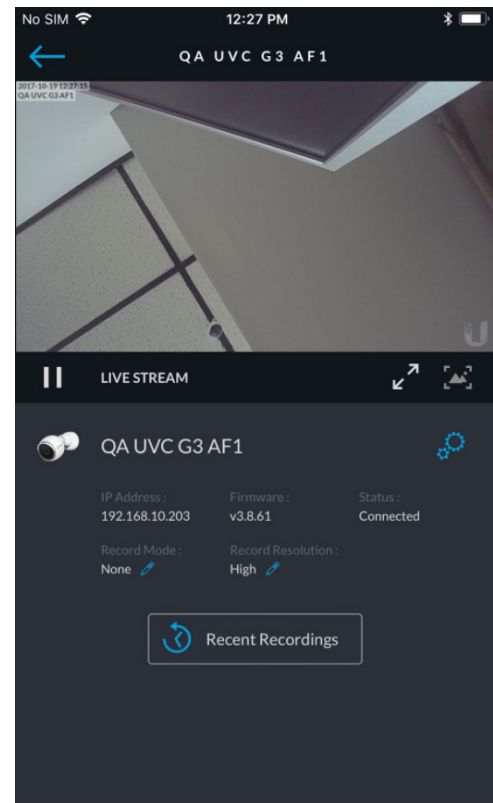 No SIM 12:27 PM
QA UVC G3 AF1
2017-10-19 12:27:15
QA UVC G3 AF1
LIVE STREAM
QA UVC G3 AF1
IP Address : Firmware : Status :
192.168.10.203 v3.8.61 Connected
Record Mode : Record Resolution :
None High
Recent Recordings